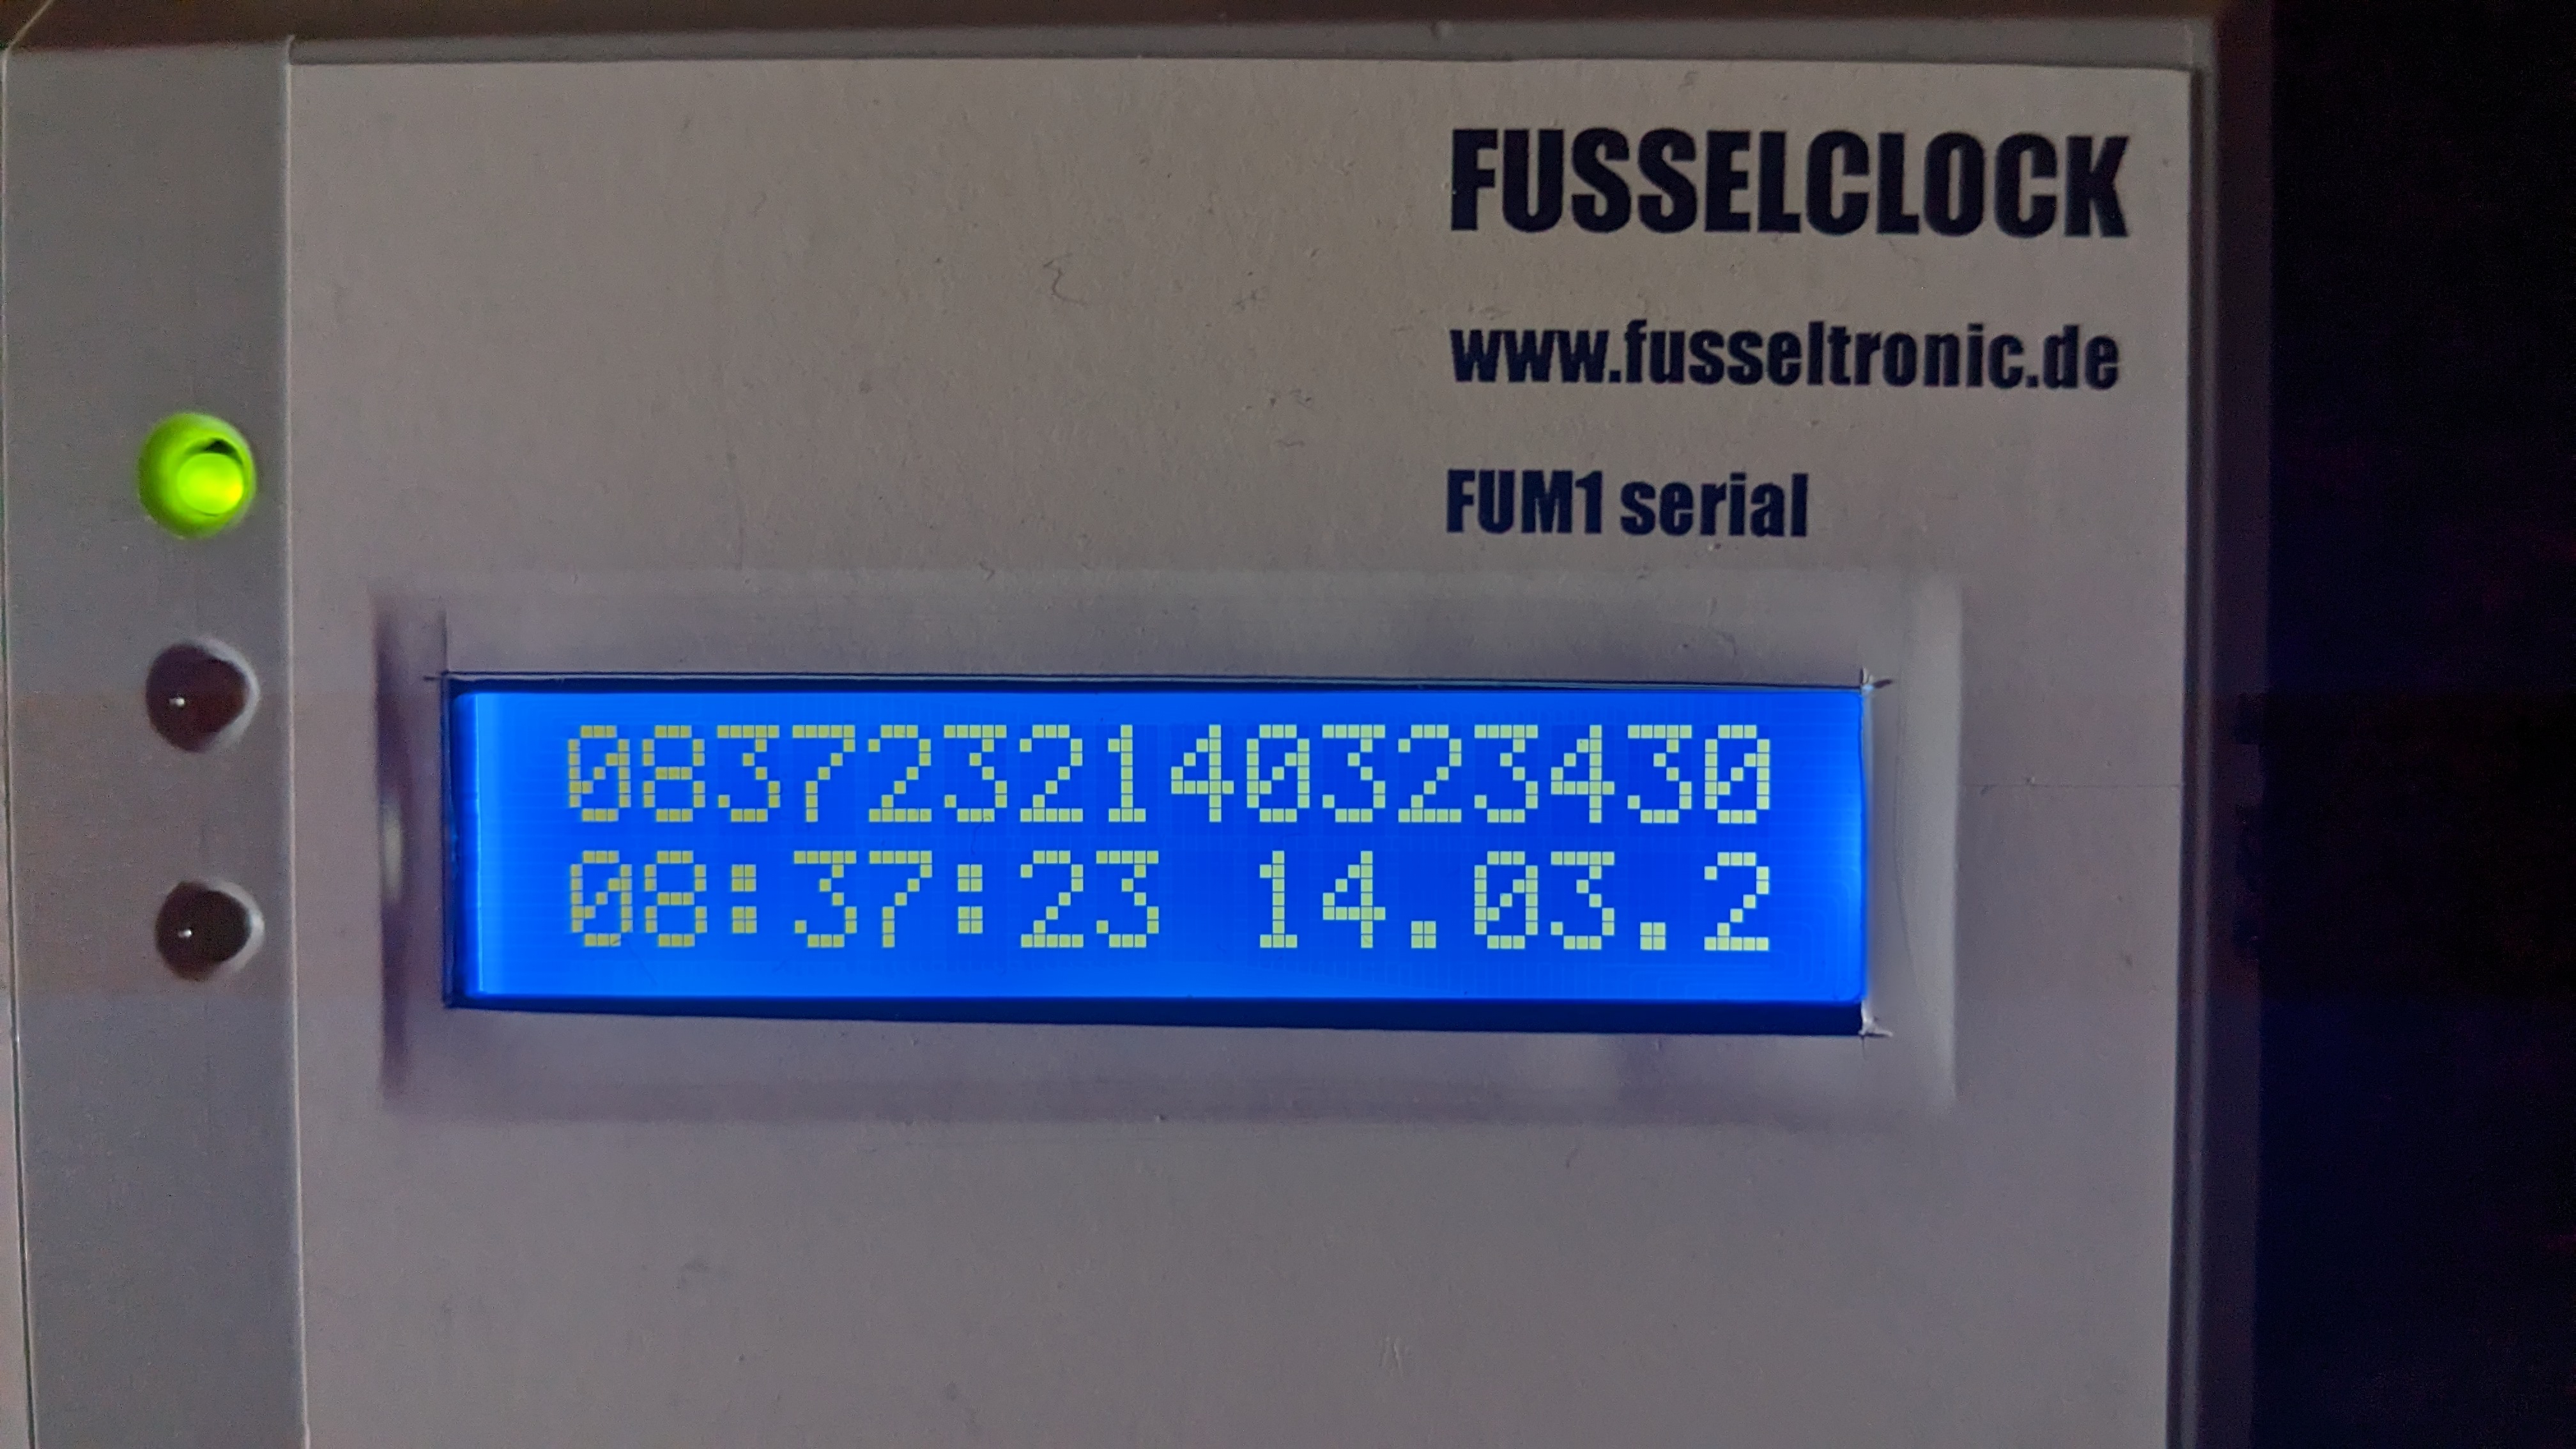 FUSSELCLOCK
www.fusseltronic.de
FUM1 serial
0837232140323430
08:37:23 14.03.2